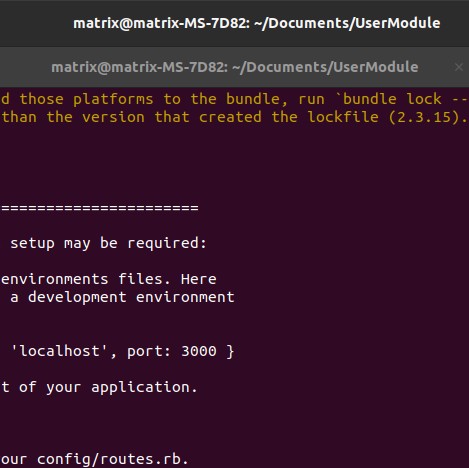 matrix@matrix-MS-7D82: ~/Documents/UserModule
matrix@matrix-MS-7D82: ~/Documents/UserModule ×
d those platforms to the bundle, run `bundle lock --
than the version that created the lockfile (2.3.15).
======================
setup may be required:
environments files. Here
a development environment
'localhost', port: 3000 }
t of your application.
our config/routes.rb.